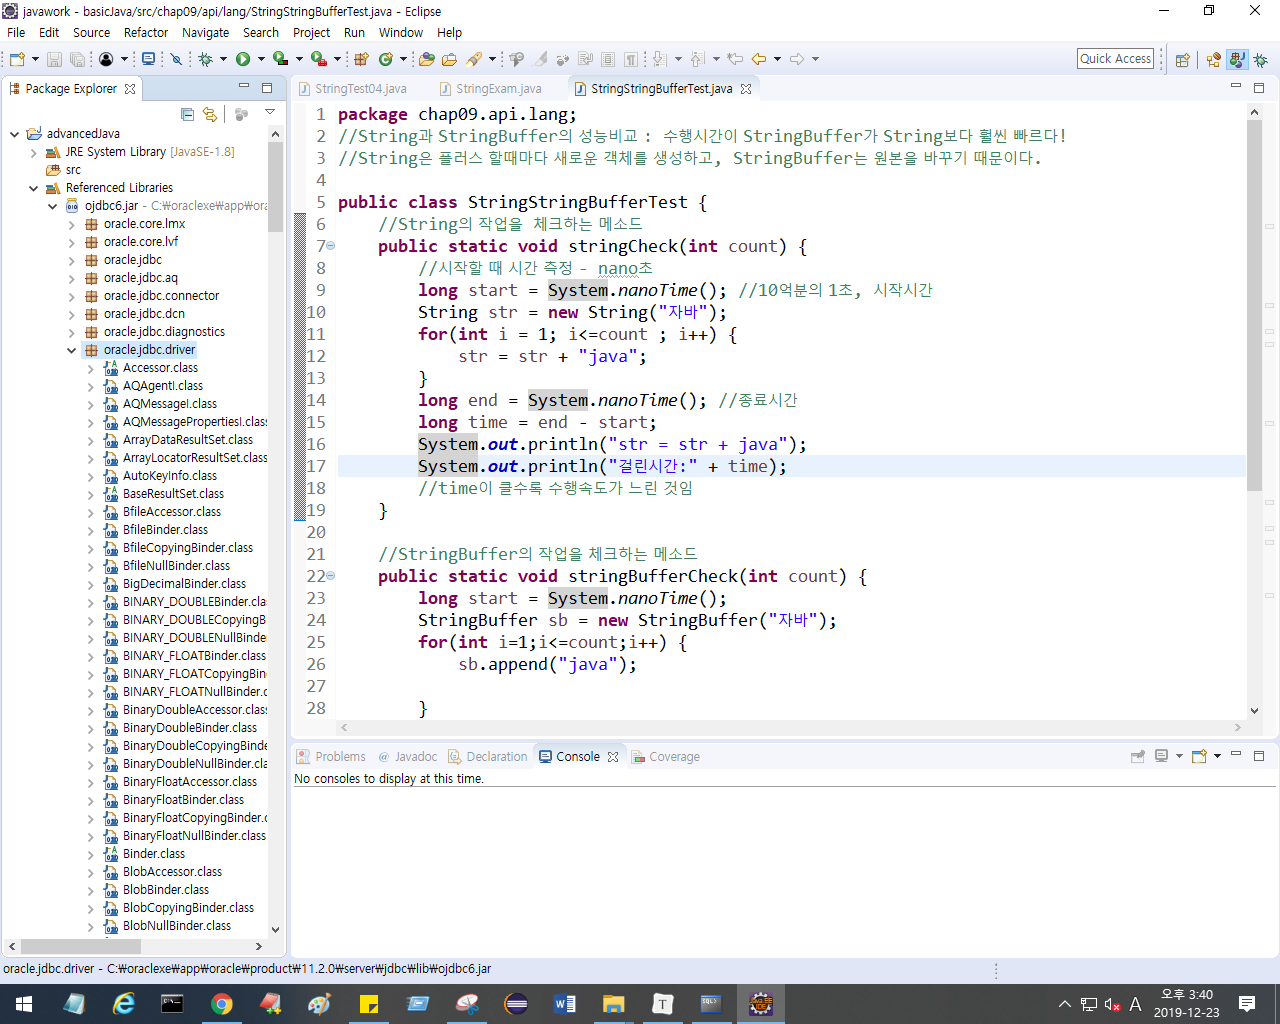 javawork - basicJava/src/chap09/api/lang/StringStringBufferTest.java - Eclipse
File Edit Source Refactor Navigate Search Project Run Window Help
Quick Access
Package Explorer
advancedJava
JRE System Library [JavaSE-1.8]
src
Referenced Libraries
ojdbc6.jar - C:₩oraclexe₩app₩ora
oracle.core.lmx
oracle.core.lvf
oracle.jdbc
oracle.jdbc.aq
oracle.jdbc.connector
oracle.jdbc.dcn
oracle.jdbc.diagnostics
oracle.jdbc.driver
Accessor.class
AQAgentI.class
AQMessageI.class
AQMessagePropertiesI.class
ArrayDataResultSet.class
ArrayLocatorResultSet.class
AutoKeyInfo.class
BaseResultSet.class
BfileAccessor.class
BfileBinder.class
BfileCopyingBinder.class
BfileNullBinder.class
BigDecimalBinder.class
BINARY_DOUBLEBinder.cla
BINARY_DOUBLECopyingB
BINARY_DOUBLENullBinde
BINARY_FLOATBinder.class
BINARY_FLOATCopyingBin
BINARY_FLOATNullBinder.c
BinaryDoubleAccessor.class
BinaryDoubleBinder.class
BinaryDoubleCopyingBinde
BinaryDoubleNullBinder.cla
BinaryFloatAccessor.class
BinaryFloatBinder.class
BinaryFloatCopyingBinder.c
BinaryFloatNullBinder.class
Binder.class
BlobAccessor.class
BlobBinder.class
BlobCopyingBinder.class
BlobNullBinder.class
StringTest04.java StringExam.java StringStringBufferTest.java
1 package chap09.api.lang;
2 //String과 StringBuffer의 성능비교 : 수행시간이 StringBuffer가 String보다 훨씬 빠르다!
3 //String은 플러스 할때마다 새로운 객체를 생성하고, StringBuffer는 원본을 바꾸기 때문이다.
4
5 public class StringStringBufferTest {
6 //String의 작업을 체크하는 메소드
7 public static void stringCheck(int count) {
8 //시작할 때 시간 측정 - nano초
9 long start = System.nanoTime(); //10억분의 1초, 시작시간
10 String str = new String("자바");
11 for(int i = 1; i<=count ; i++) {
12 str = str + "java";
13 }
14 long end = System.nanoTime(); //종료시간
15 long time = end - start;
16 System.out.println("str = str + java");
17 System.out.println("걸린시간:" + time);
18 //time이 클수록 수행속도가 느린 것임
19 }
20
21 //StringBuffer의 작업을 체크하는 메소드
22 public static void stringBufferCheck(int count) {
23 long start = System.nanoTime();
24 StringBuffer sb = new StringBuffer("자바");
25 for(int i=1;i<=count;i++) {
26 sb.append("java");
27
28 }
Problems Javadoc Declaration Console Coverage
No consoles to display at this time.
oracle.jdbc.driver - C:₩oraclexe₩app₩oracle₩product₩11.2.0₩server₩jdbc₩lib₩ojdbc6.jar
A
오후 3:40
2019-12-23